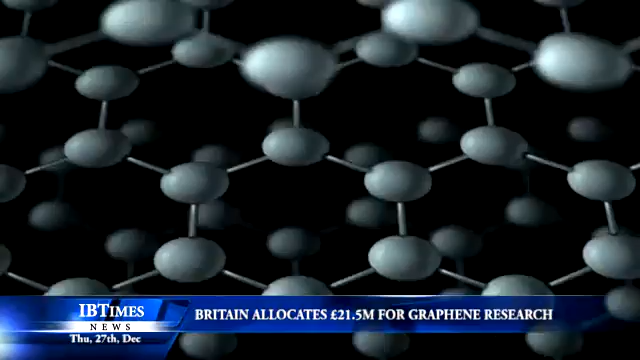 IBTIMES
NEWS
Thu, 27th, Dec
BRITAIN ALLOCATES £21.5M FOR GRAPHENE RESEARCH